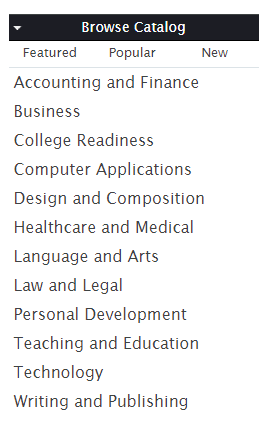 Browse Catalog
Featured Popular New
Accounting and Finance
Business
College Readiness
Computer Applications
Design and Composition
Healthcare and Medical
Language and Arts
Law and Legal
Personal Development
Teaching and Education
Technology
Writing and Publishing